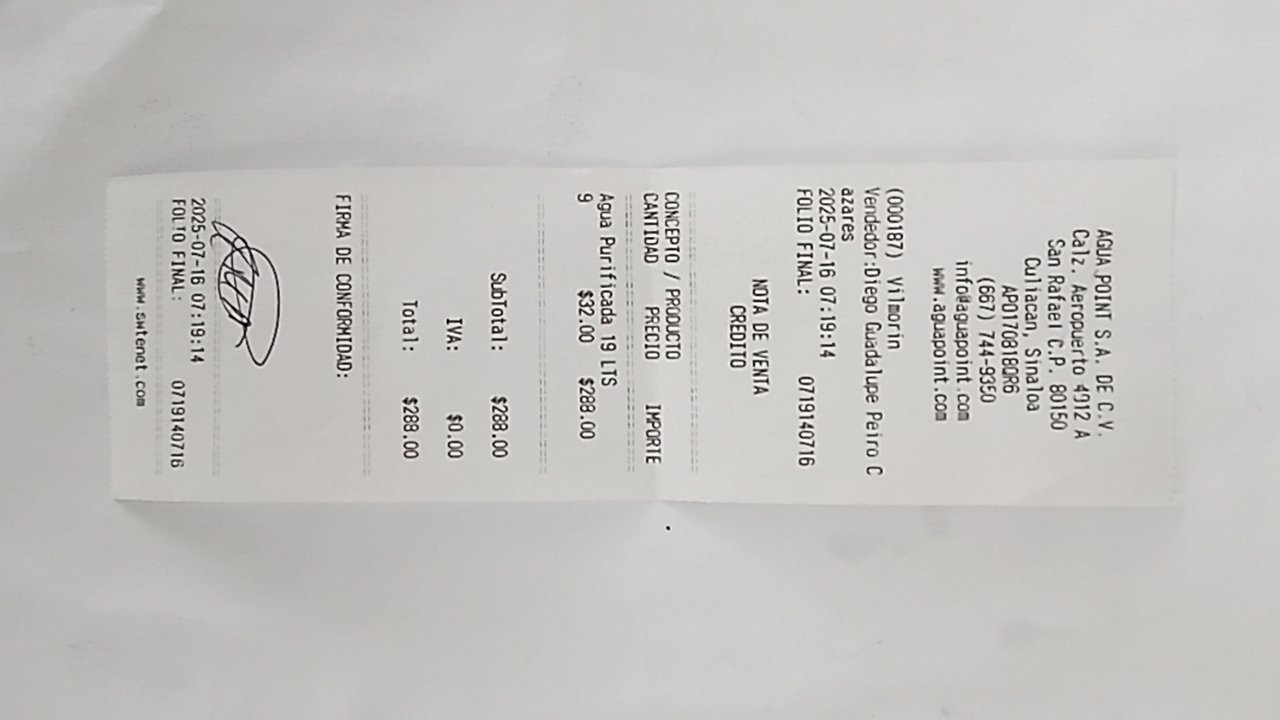 AGUA POINT S.A. DE C.V.
Calz. Aeropuerto 4912 A
San Rafael C.P. 80150
Culiacan, Sinaloa
APO170818QR6
(667) 744-9350
info@aguapoint.com
www.aguapoint.com
(000187) Vilmorin
Vendedor:Diego Guadalupe Peiro C
azares
2025-07-16 07:19:14
FOLIO FINAL: 0719140716
NOTA DE VENTA
CREDITO
CONCEPTO / PRODUCTO
CANTIDAD PRECIO IMPORTE
Agua Purificada 19 LTS
9 $32.00 $288.00
SubTotal: $288.00
IVA: $0.00
Total: $288.00
FIRMA DE CONFORMIDAD:
2025-07-16 07:19:14
FOLIO FINAL: 0719140716
www.swtenet.com